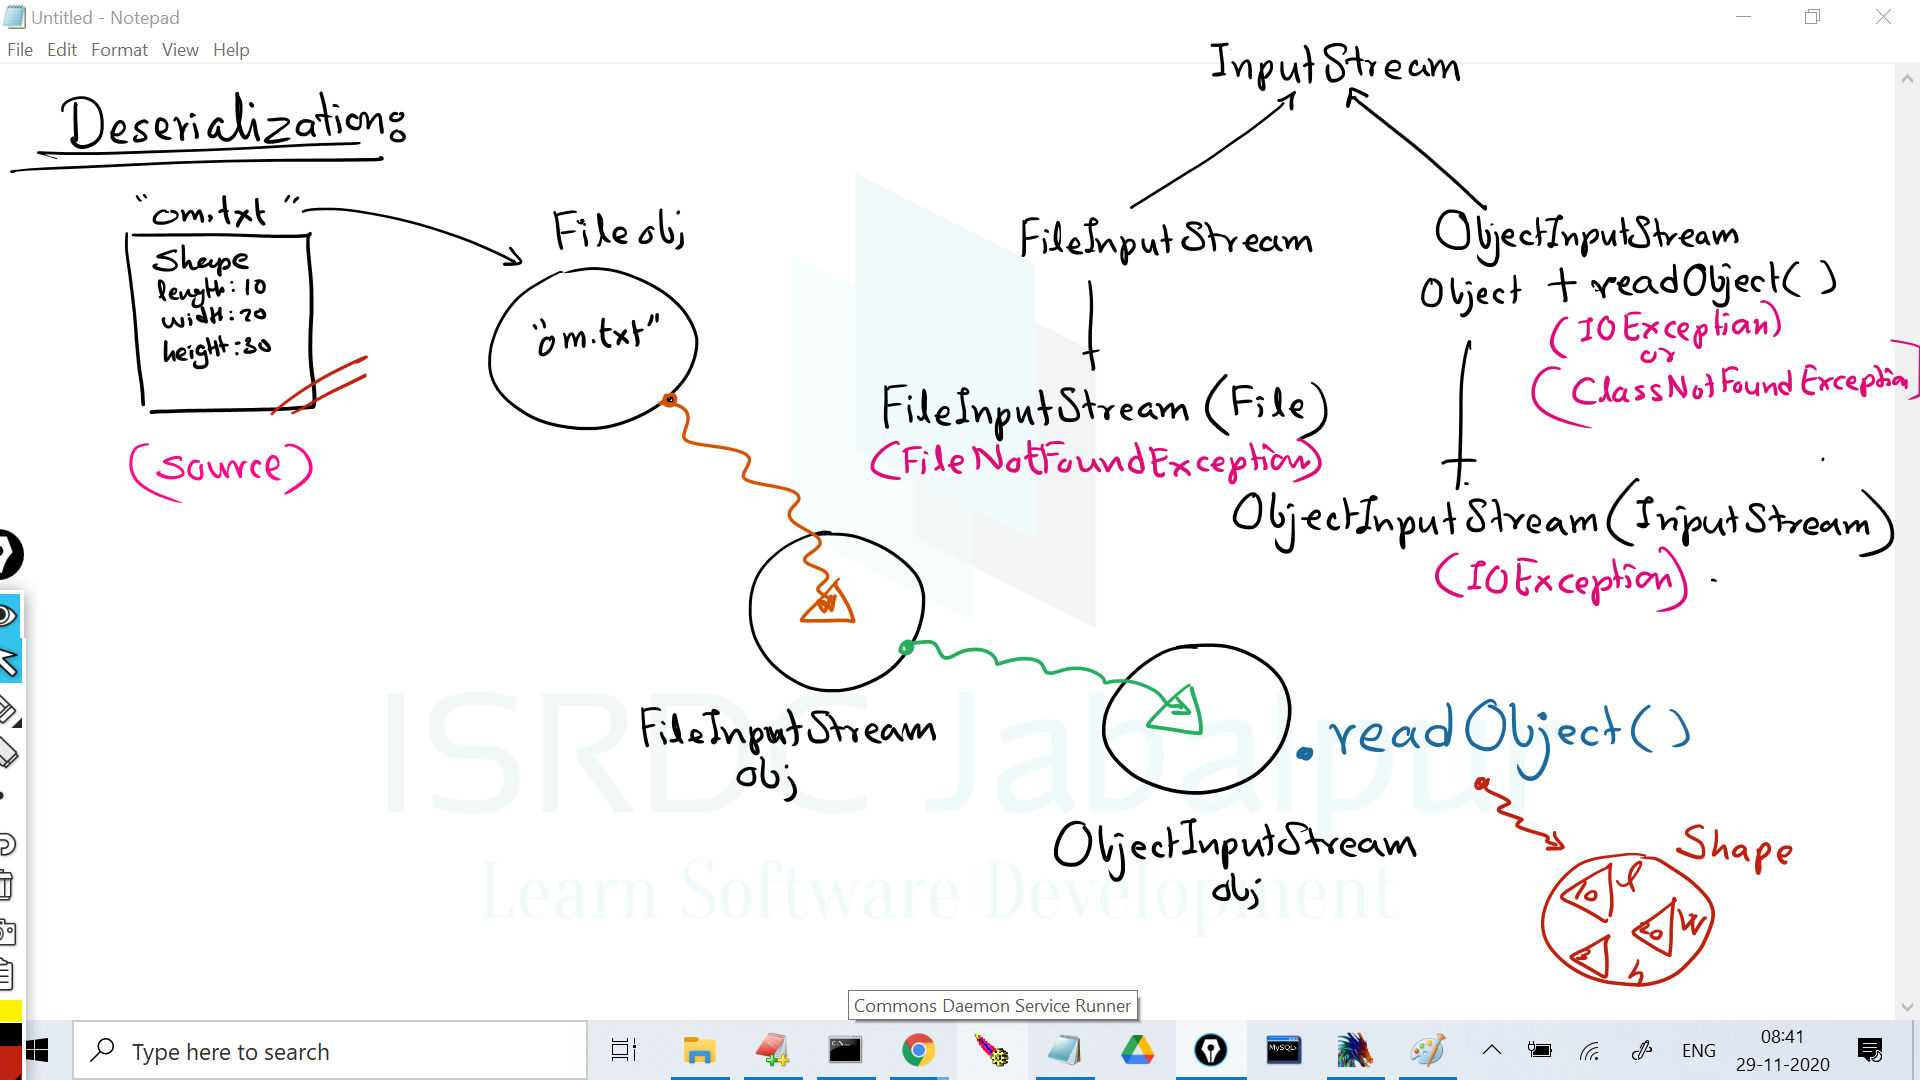 Untitled - Notepad
File Edit Format View Help
InputStream
Deserialization:
"om.txt"
Shape
length:10
width:20
height:30
(source)
File obj
"om.txt"
FileInputStream
FileInputStream (File)
(FileNotFoundException)
ObjectInputStream
Object + readObject()
(IOException)
or
(ClassNotFoundException)
ObjectInputStream(InputStream)
(IOException)
FileInputStream
obj
ObjectInputStream
obj
.readObject()
Shape
10 l
20 W
h
ISRDC Jabalpur
Learn Software Development
Commons Daemon Service Runner
Type here to search
C:\
MySQL
ENG
08:41
29-11-2020